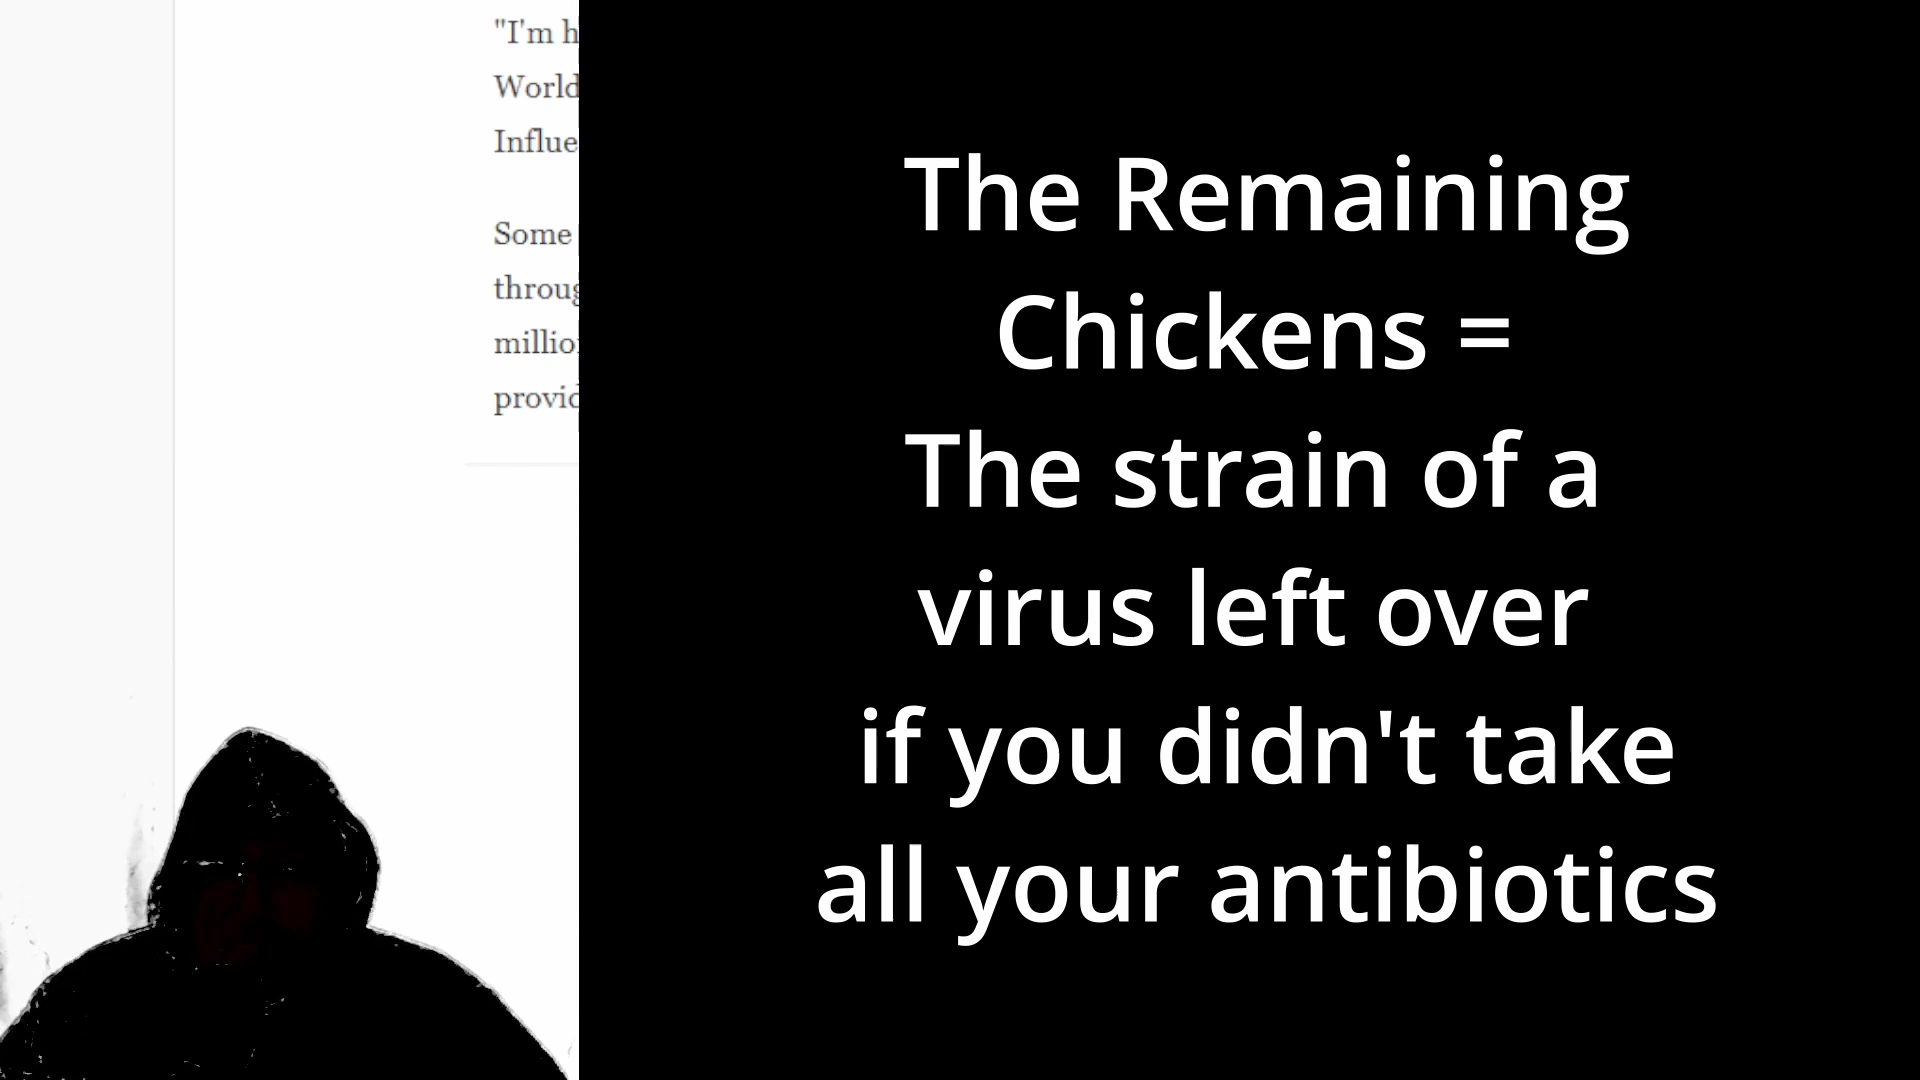 "I'm h
World
Influe
Some
throug
millio
provid
The Remaining
Chickens =
The strain of a
virus left over
if you didn't take
all your antibiotics